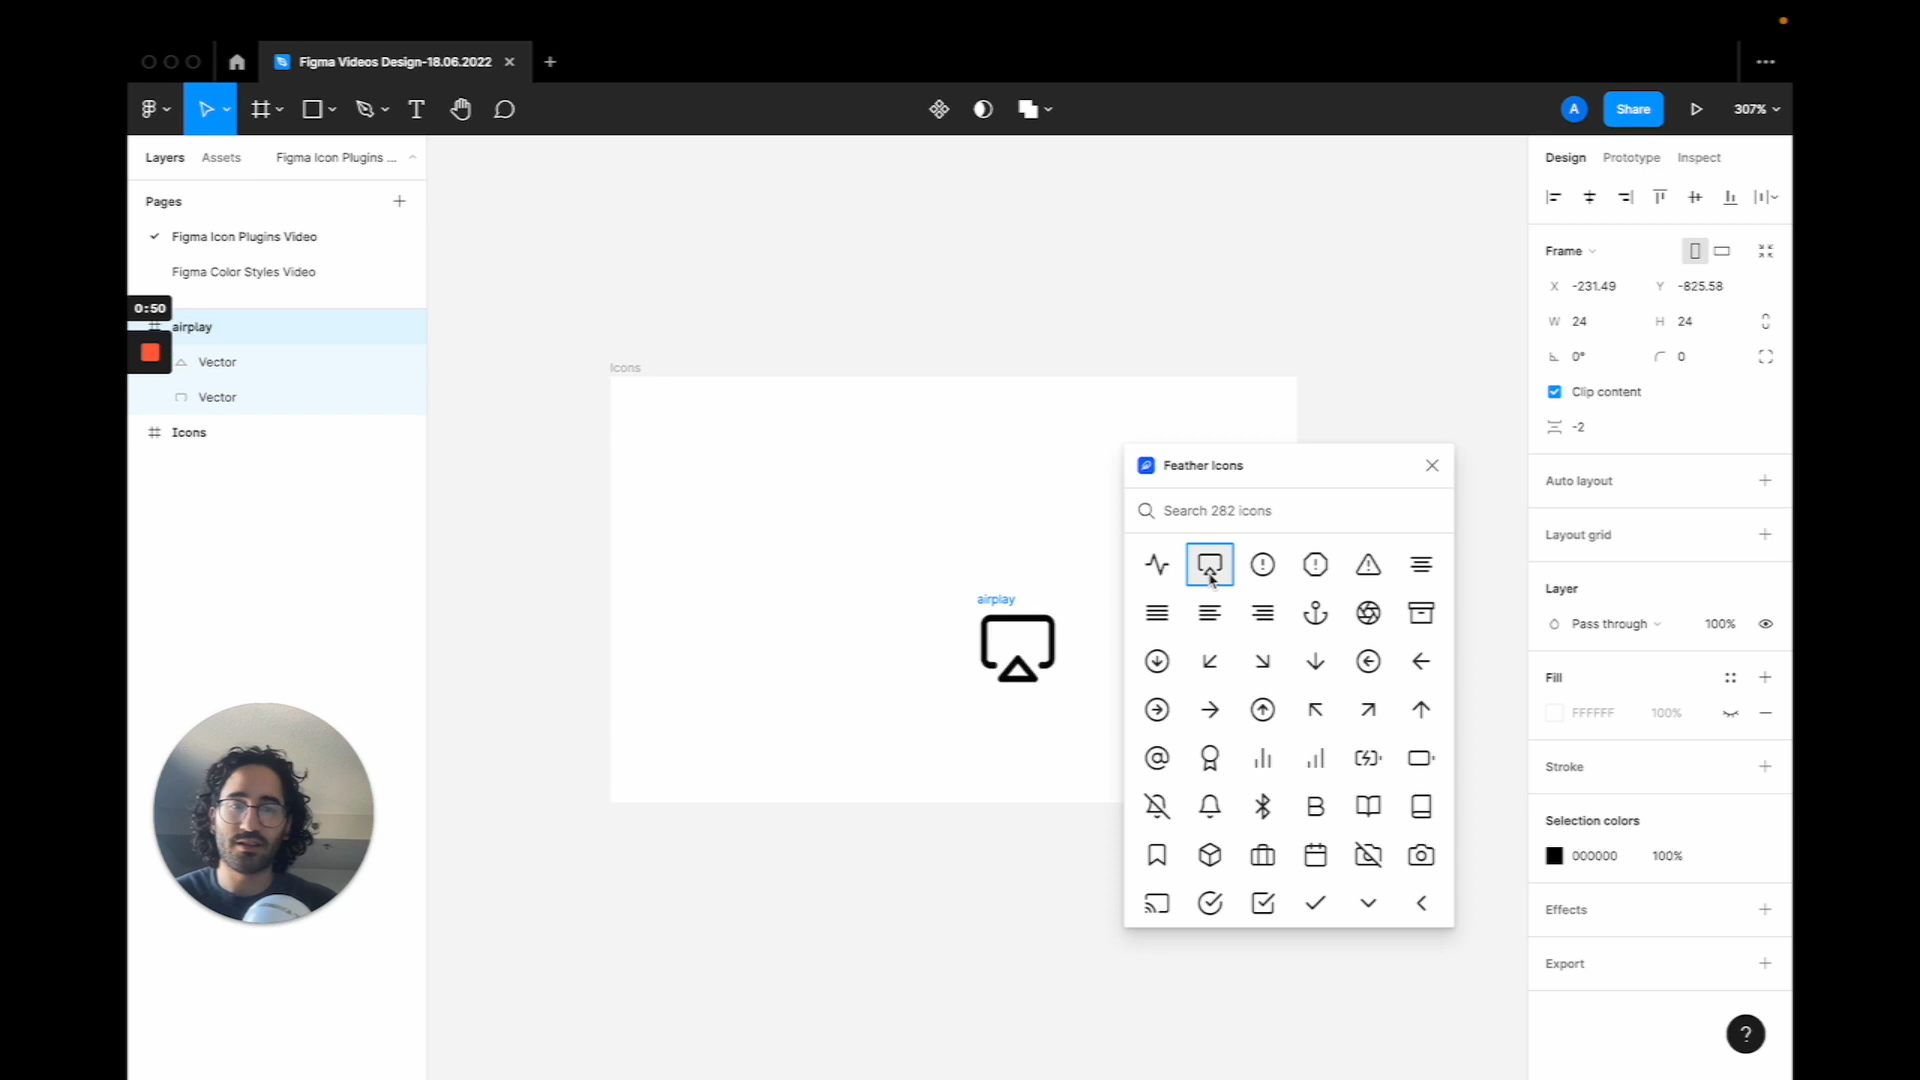 Figma Videos Design-18.06.2022
A
Share
307%
Layers
Assets
Figma Icon Plugins ...
Pages
Figma Icon Plugins Video
Figma Color Styles Video
0:50
airplay
Vector
Vector
Icons
Icons
airplay
Feather Icons
Search 282 icons
Design
Prototype
Inspect
Frame
X -231.49
Y -825.58
W 24
H 24
0°
0
Clip content
-2
Auto layout
Layout grid
Layer
Pass through
100%
Fill
FFFFFF
100%
Stroke
Selection colors
000000
100%
Effects
Export
?